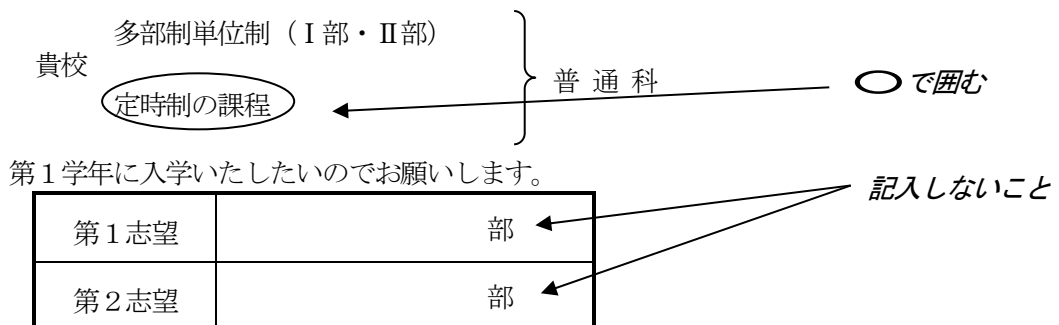 多部制単位制（Ⅰ部・Ⅱ部）
貴校
普 通 科
○で囲む
定時制の課程
第１学年に入学いたしたいのでお願いします。
記入しないこと
第１志望 部
第２志望 部